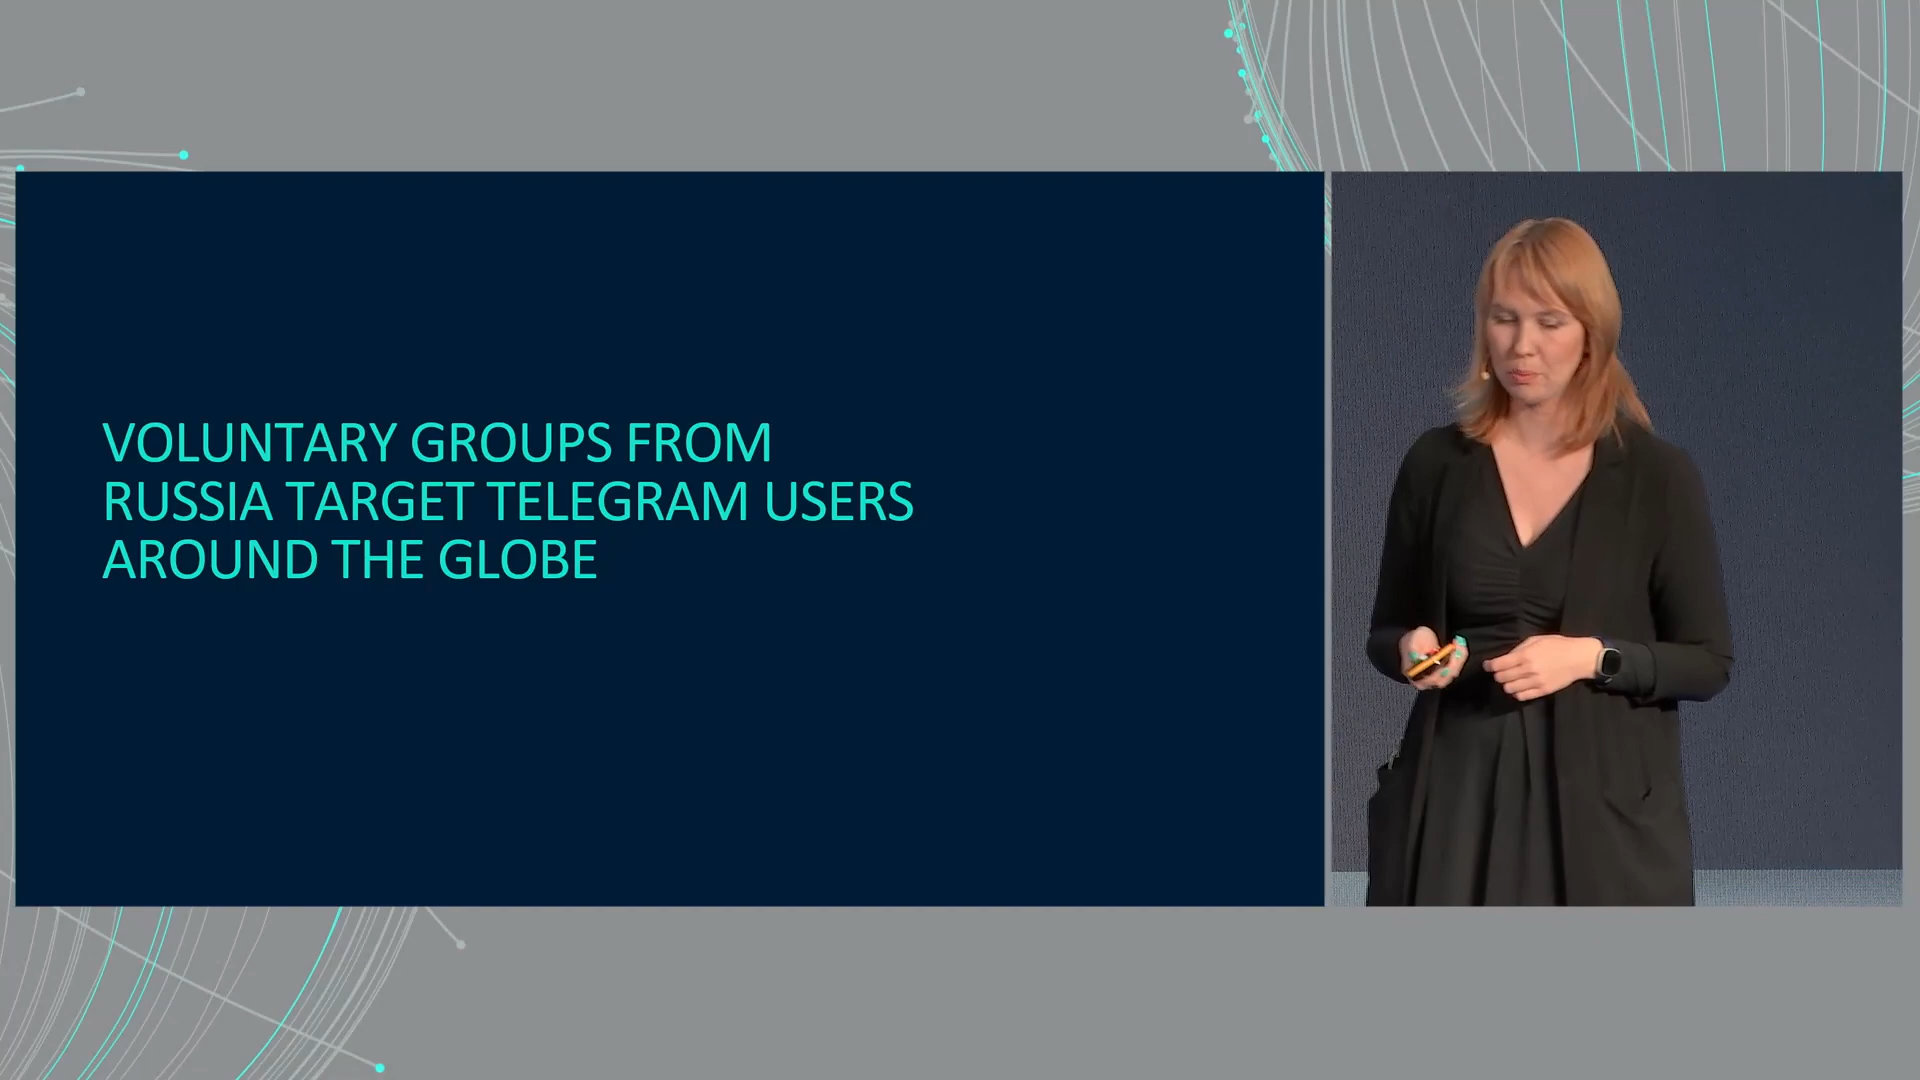 VOLUNTARY GROUPS FROM
RUSSIA TARGET TELEGRAM USERS
AROUND THE GLOBE